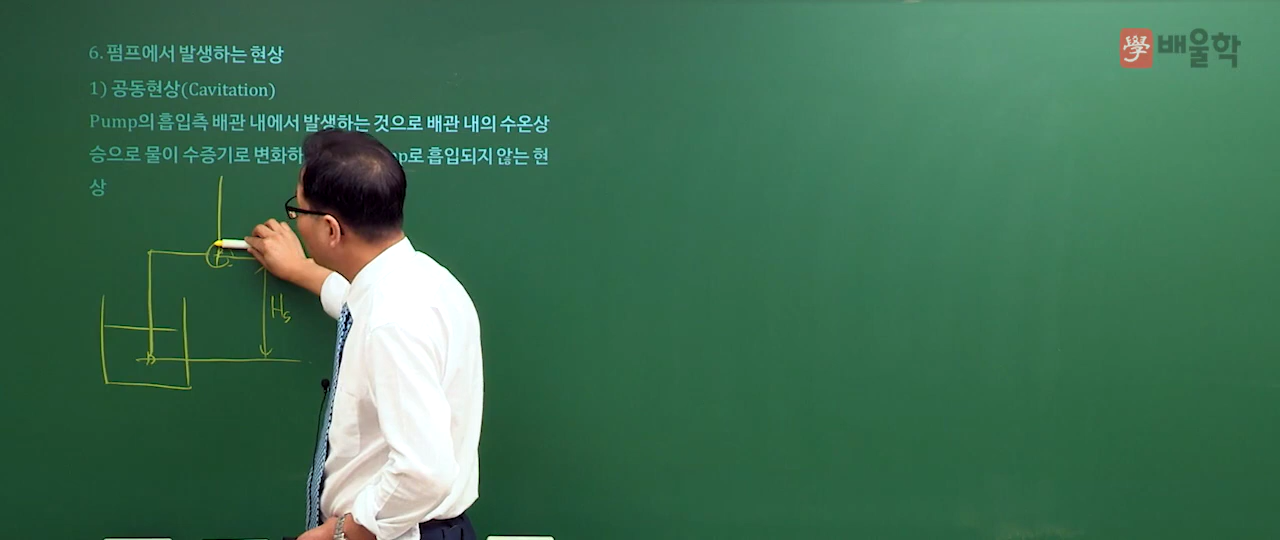 學 배울학
6. 펌프에서 발생하는 현상
1) 공동현상(Cavitation)
Pump의 흡입측 배관 내에서 발생하는 것으로 배관 내의 수온상
승으로 물이 수증기로 변화하 로 흡입되지 않는 현
상
Hs